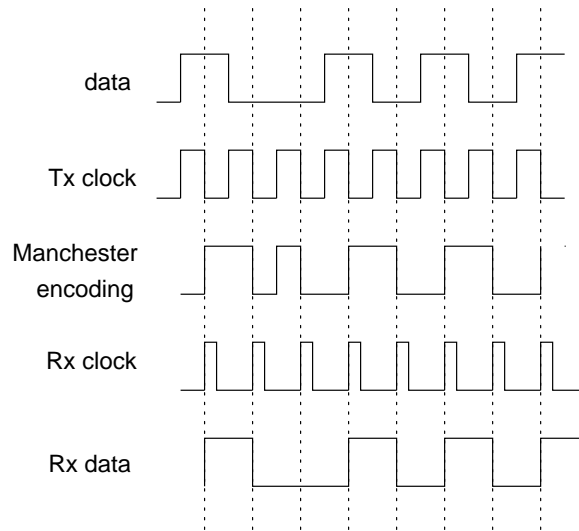 data
Tx clock
Manchester
encoding
Rx clock
Rx data